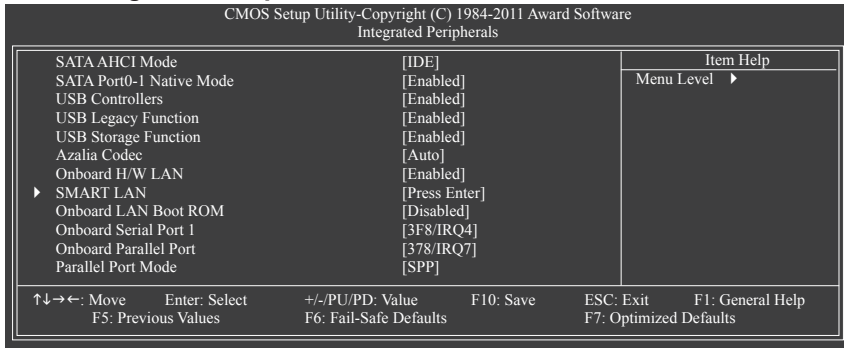 CMOS Setup Utility-Copyright (C) 1984-2011 Award Software
Integrated Peripherals
SATA AHCI Mode [IDE] Item Help
SATA Port0-1 Native Mode [Enabled] Menu Level ▶
USB Controllers [Enabled]
USB Legacy Function [Enabled]
USB Storage Function [Enabled]
Azalia Codec [Auto]
Onboard H/W LAN [Enabled]
▶ SMART LAN [Press Enter]
Onboard LAN Boot ROM [Disabled]
Onboard Serial Port 1 [3F8/IRQ4]
Onboard Parallel Port [378/IRQ7]
Parallel Port Mode [SPP]
↑↓→←: Move Enter: Select +/-/PU/PD: Value F10: Save ESC: Exit F1: General Help
F5: Previous Values F6: Fail-Safe Defaults F7: Optimized Defaults